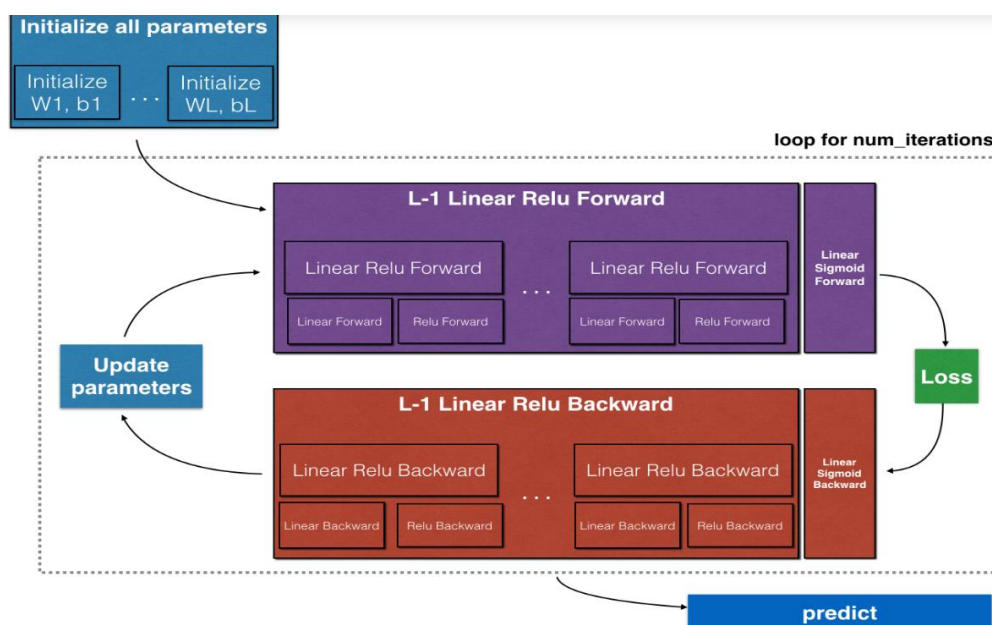 Initialize all parameters
Initialize
W1, b1
...
Initialize
WL, bL
loop for num_iterations
L-1 Linear Relu Forward
Linear Relu Forward
...
Linear Relu Forward
Linear Forward
Relu Forward
Linear Forward
Relu Forward
Linear
Sigmoid
Forward
Update
parameters
Loss
L-1 Linear Relu Backward
Linear Relu Backward
...
Linear Relu Backward
Linear Backward
Relu Backward
Linear Backward
Relu Backward
Linear
Sigmoid
Backward
predict